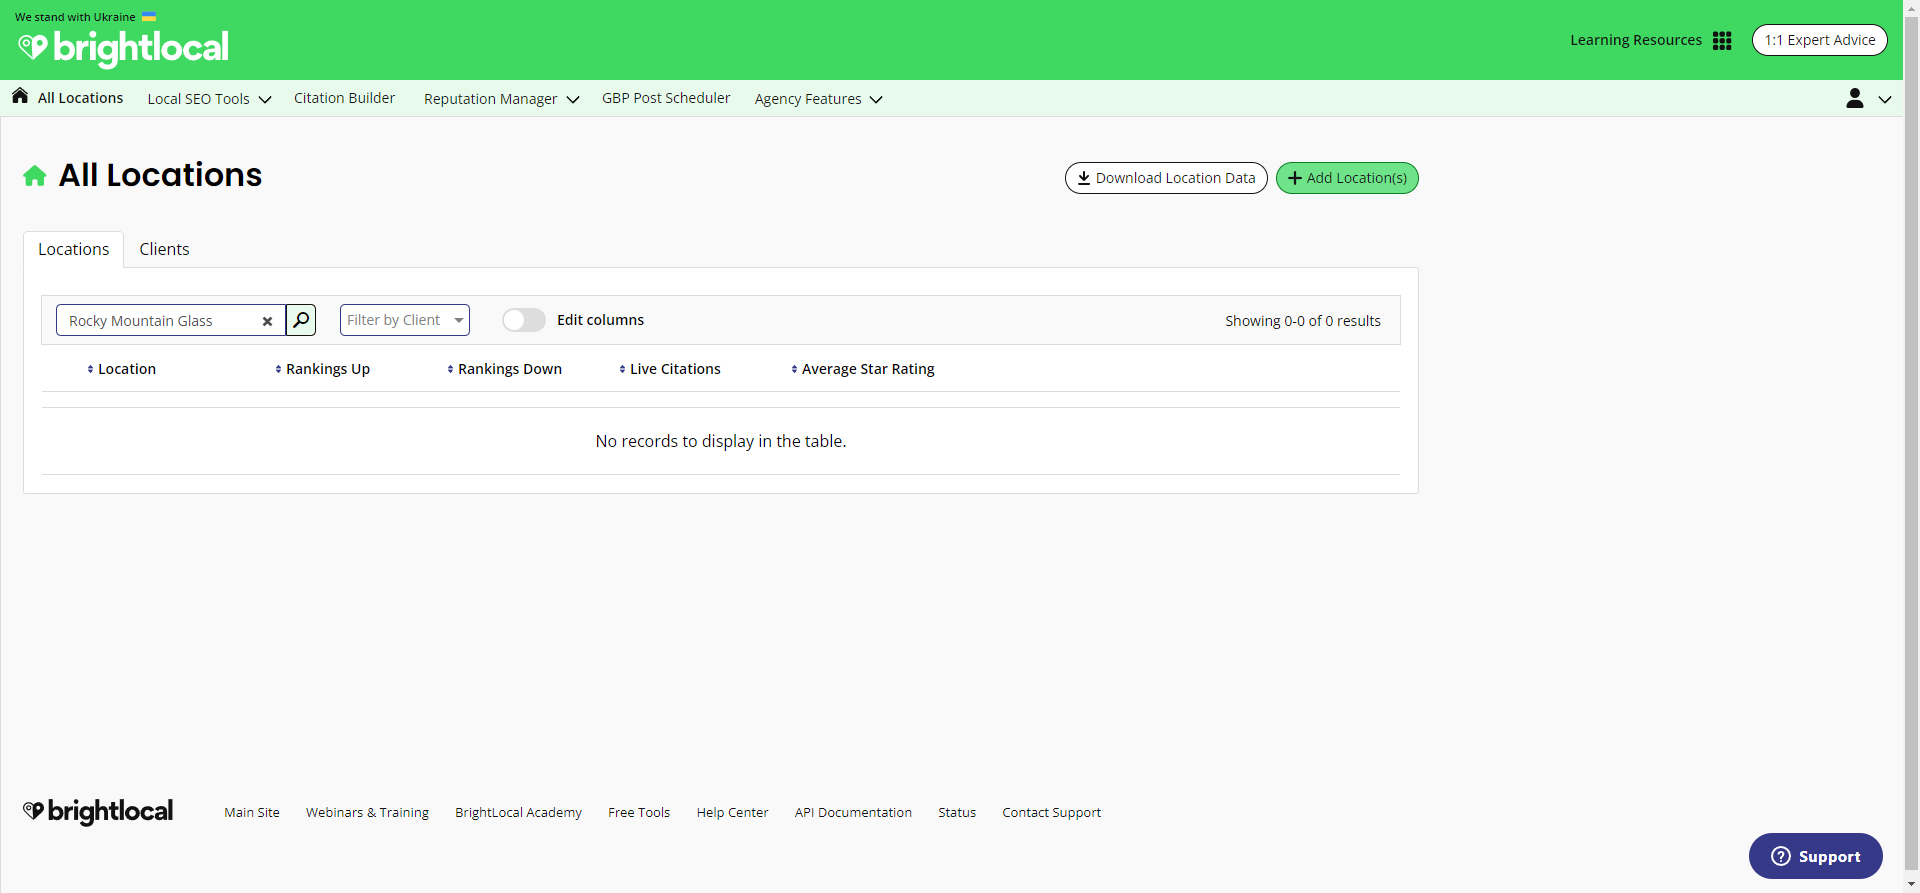 We stand with Ukraine
brightlocal
Learning Resources
1:1 Expert Advice
All Locations
Local SEO Tools
Citation Builder
Reputation Manager
GBP Post Scheduler
Agency Features
All Locations
Download Location Data
Add Location(s)
Locations
Clients
Rocky Mountain Glass
Filter by Client
Edit columns
Showing 0-0 of 0 results
Location
Rankings Up
Rankings Down
Live Citations
Average Star Rating
No records to display in the table.
brightlocal
Main Site
Webinars & Training
BrightLocal Academy
Free Tools
Help Center
API Documentation
Status
Contact Support
Support